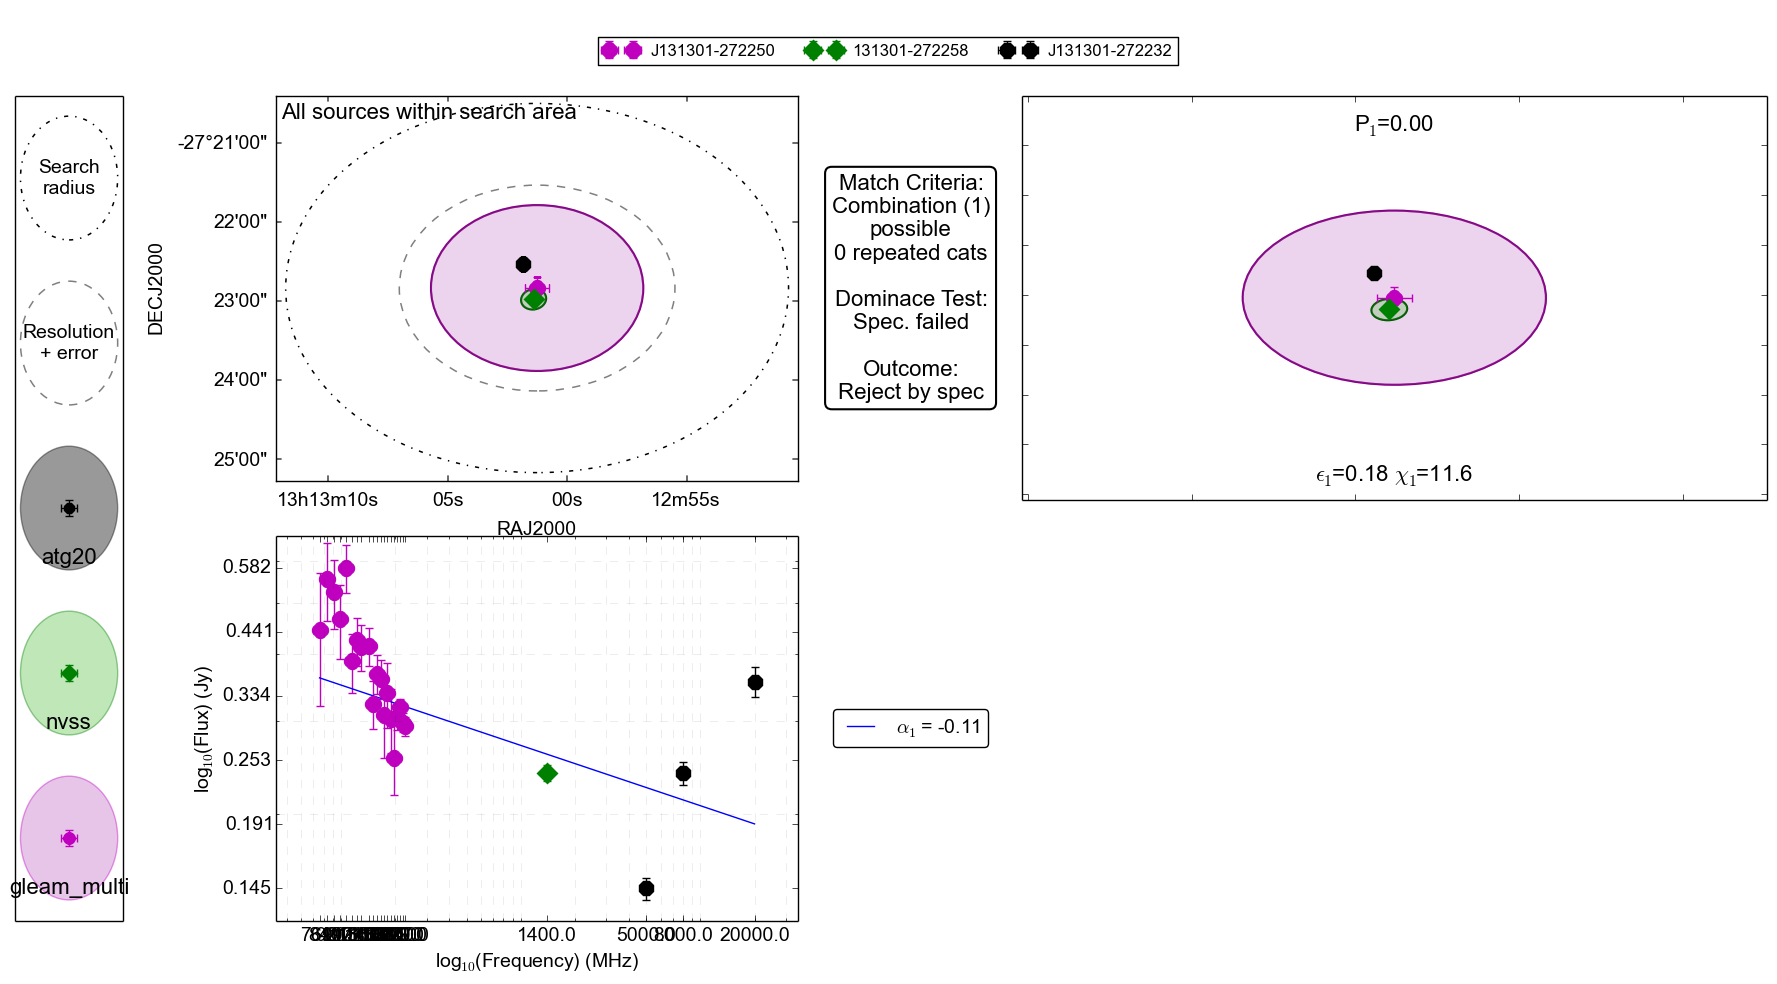 J131301-272250
131301-272258
J131301-272232
Search
radius
Resolution
+ error
atg20
nvss
gleam_multi
All sources within search area
DECJ2000
-27°21'00"
22'00"
23'00"
24'00"
25'00"
13h13m10s
05s
00s
12m55s
RAJ2000
Match Criteria:
Combination (1)
possible
0 repeated cats
Dominace Test:
Spec. failed
Outcome:
Reject by spec
P₁=0.00
ϵ₁=0.18 χ₁=11.6
log₁₀(Flux) (Jy)
0.582
0.441
0.334
0.253
0.191
0.145
1400.0
5000.0
8000.0
20000.0
log₁₀(Frequency) (MHz)
α₁ = -0.11